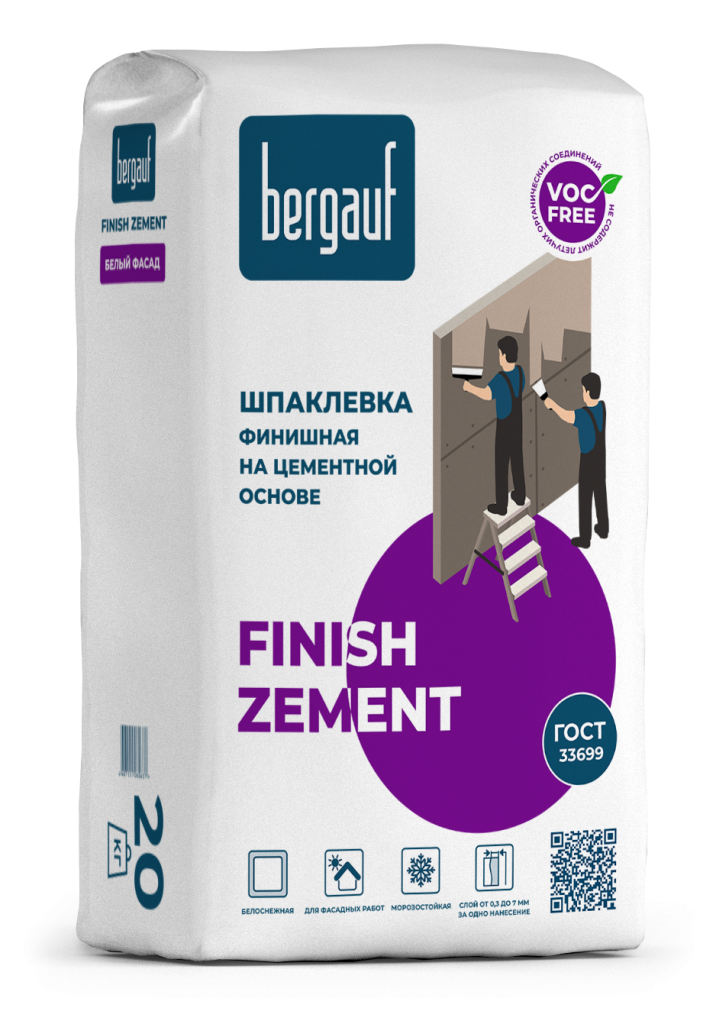 bergauf
FINISH ZEMENT
БЕЛЫЙ ФАСАД
20
КГ
bergauf
VOC
FREE
НЕ СОДЕРЖИТ ЛЕТУЧИХ ОРГАНИЧЕСКИХ СОЕДИНЕНИЙ
ШПАКЛЕВКА
ФИНИШНАЯ
НА ЦЕМЕНТНОЙ
ОСНОВЕ
FINISH
ZEMENT
ГОСТ
33699
БЕЛОСНЕЖНАЯ
ДЛЯ ФАСАДНЫХ РАБОТ
МОРОЗОСТОЙКАЯ
СЛОЙ ОТ 0,3 ДО 7 ММ
ЗА ОДНО НАНЕСЕНИЕ